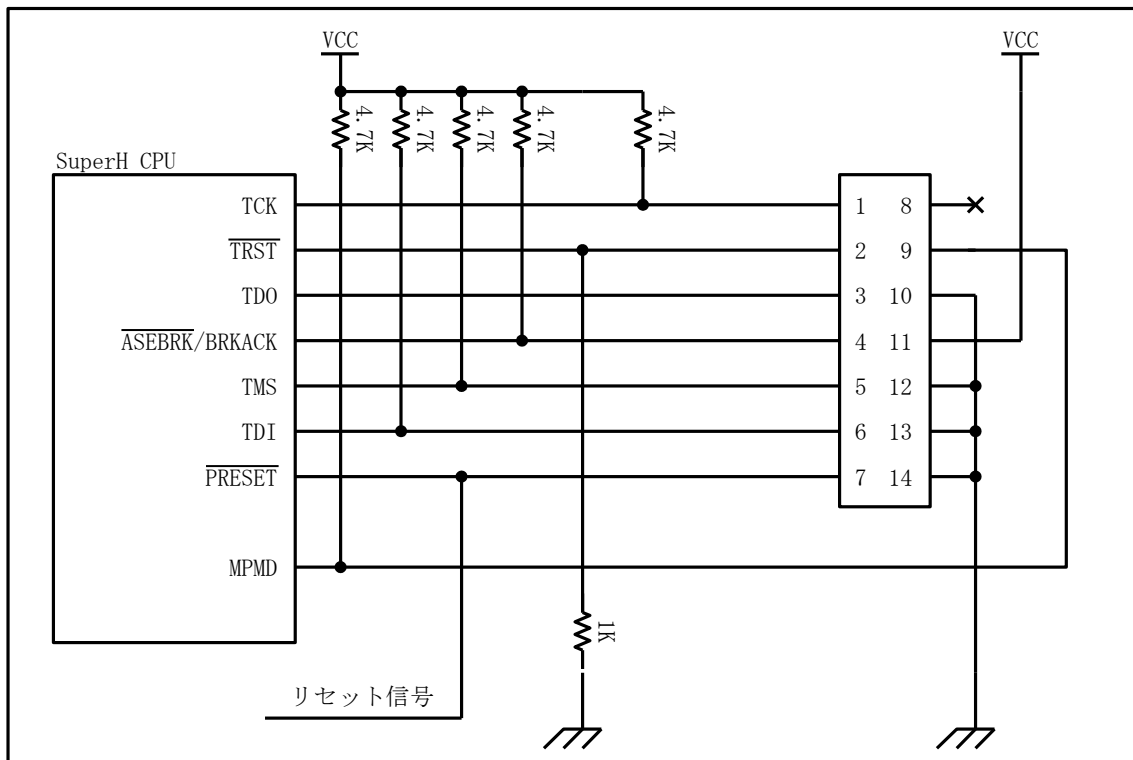 VCC
VCC
4.7K
4.7K
4.7K
4.7K
4.7K
SuperH CPU
TCK
1 8
TRST
2 9
TDO
3 10
ASEBRK/BRKACK
4 11
TMS
5 12
TDI
6 13
PRESET
7 14
MPMD
1K
リセット信号